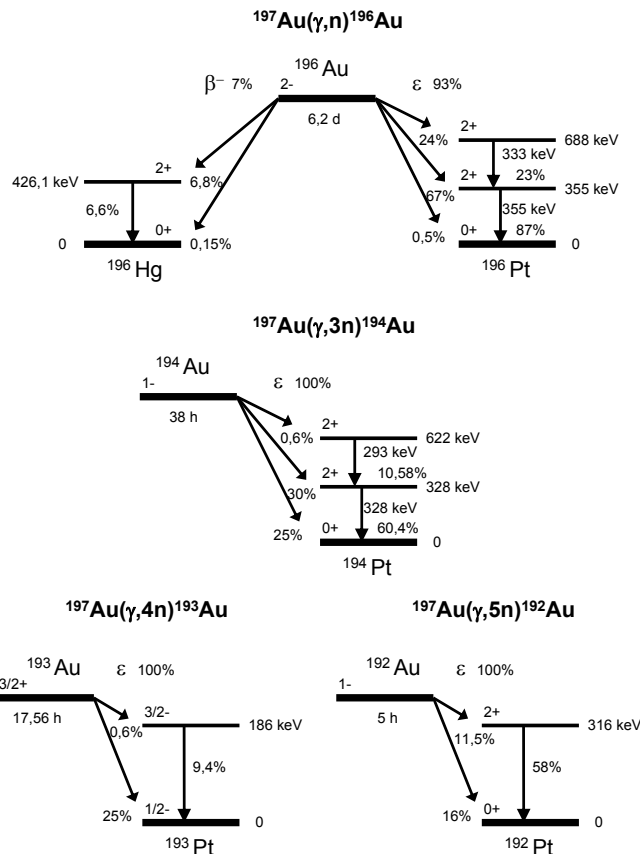 ¹⁹⁷Au(γ,n)¹⁹⁶Au
¹⁹⁶Au
β⁻ 7%
2-
ε 93%
6,2 d
24%
2+
688 keV
333 keV
426,1 keV
2+
6,8%
67%
2+
23%
355 keV
6,6%
355 keV
0
0+
0,15%
0,5%
0+
87%
0
¹⁹⁶Hg
¹⁹⁶Pt
¹⁹⁷Au(γ,3n)¹⁹⁴Au
¹⁹⁴Au
1-
ε 100%
38 h
0,6%
2+
622 keV
293 keV
30%
2+
10,58%
328 keV
328 keV
25%
0+
60,4%
0
¹⁹⁴Pt
¹⁹⁷Au(γ,4n)¹⁹³Au
¹⁹³Au
3/2+
ε 100%
17,56 h
0,6%
3/2-
186 keV
9,4%
25%
1/2-
0
¹⁹³Pt
¹⁹⁷Au(γ,5n)¹⁹²Au
¹⁹²Au
1-
ε 100%
5 h
11,5%
2+
316 keV
58%
16%
0+
0
¹⁹²Pt